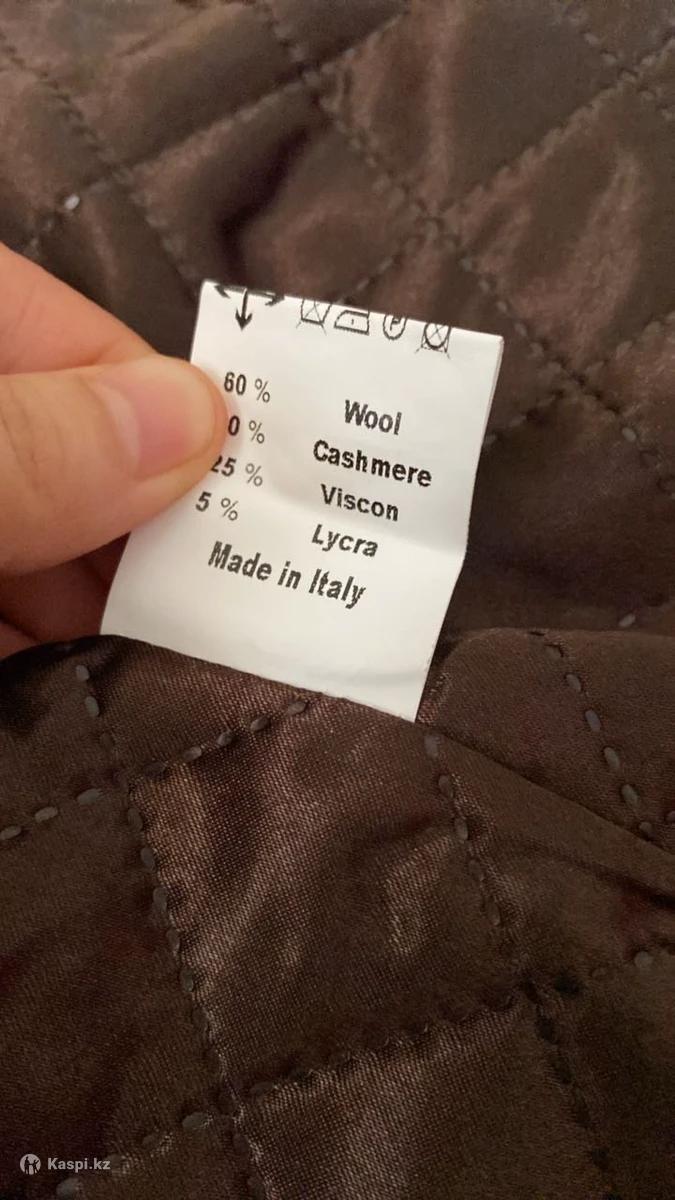 60 % Wool
0 % Cashmere
25 % Viscon
5 % Lycra
Made in Italy
Kaspi.kz